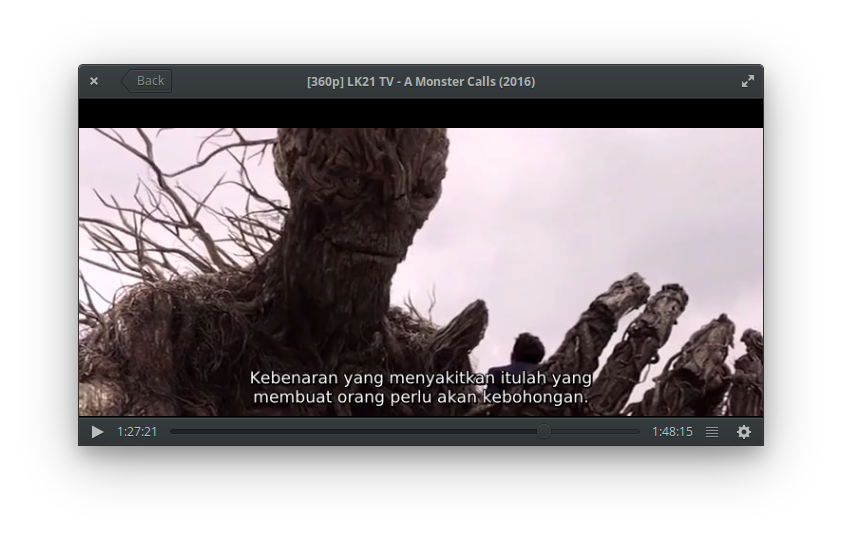 Back
[360p] LK21 TV - A Monster Calls (2016)
Kebenaran yang menyakitkan itulah yang
membuat orang perlu akan kebohongan.
1:27:21
1:48:15